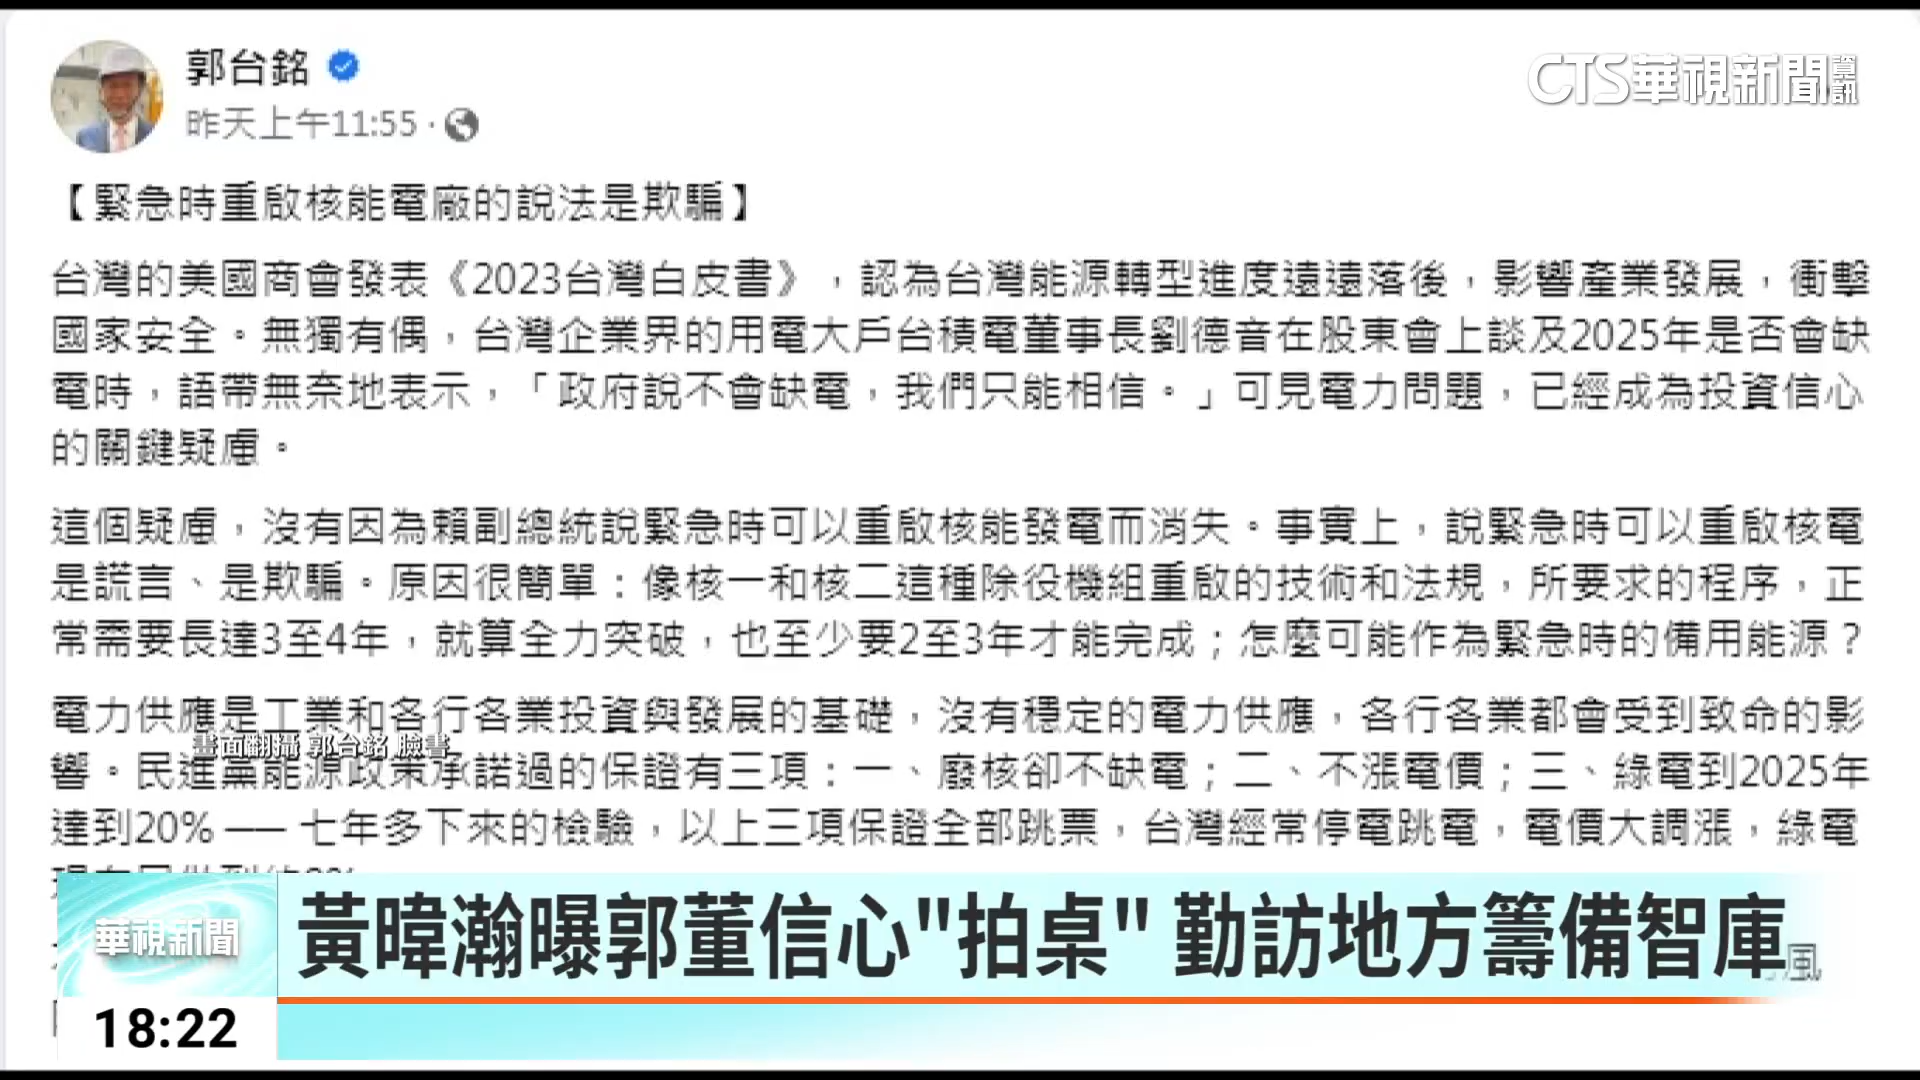 郭台銘
CTS華視新聞資訊
昨天上午11:55 ·
【緊急時重啟核能電廠的說法是欺騙】
台灣的美國商會發表《2023台灣白皮書》，認為台灣能源轉型進度遠遠落後，影響產業發展，衝擊
國家安全。無獨有偶，台灣企業界的用電大戶台積電董事長劉德音在股東會上談及2025年是否會缺
電時，語帶無奈地表示，「政府說不會缺電，我們只能相信。」可見電力問題，已經成為投資信心
的關鍵疑慮。
這個疑慮，沒有因為賴副總統說緊急時可以重啟核能發電而消失。事實上，說緊急時可以重啟核電
是謊言、是欺騙。原因很簡單：像核一和核二這種除役機組重啟的技術和法規，所要求的程序，正
常需要長達3至4年，就算全力突破，也至少要2至3年才能完成；怎麼可能作為緊急時的備用能源？
電力供應是工業和各行各業投資與發展的基礎，沒有穩定的電力供應，各行各業都會受到致命的影
畫面翻攝 郭台銘 臉書
響。民進黨能源政策承諾過的保證有三項：一、廢核卻不缺電；二、不漲電價；三、綠電到2025年
達到20% —— 七年多下來的檢驗，以上三項保證全部跳票，台灣經常停電跳電，電價大調漲，綠電
華視新聞
黃暐瀚曝郭董信心"拍桌" 勤訪地方籌備智庫
風
18:22